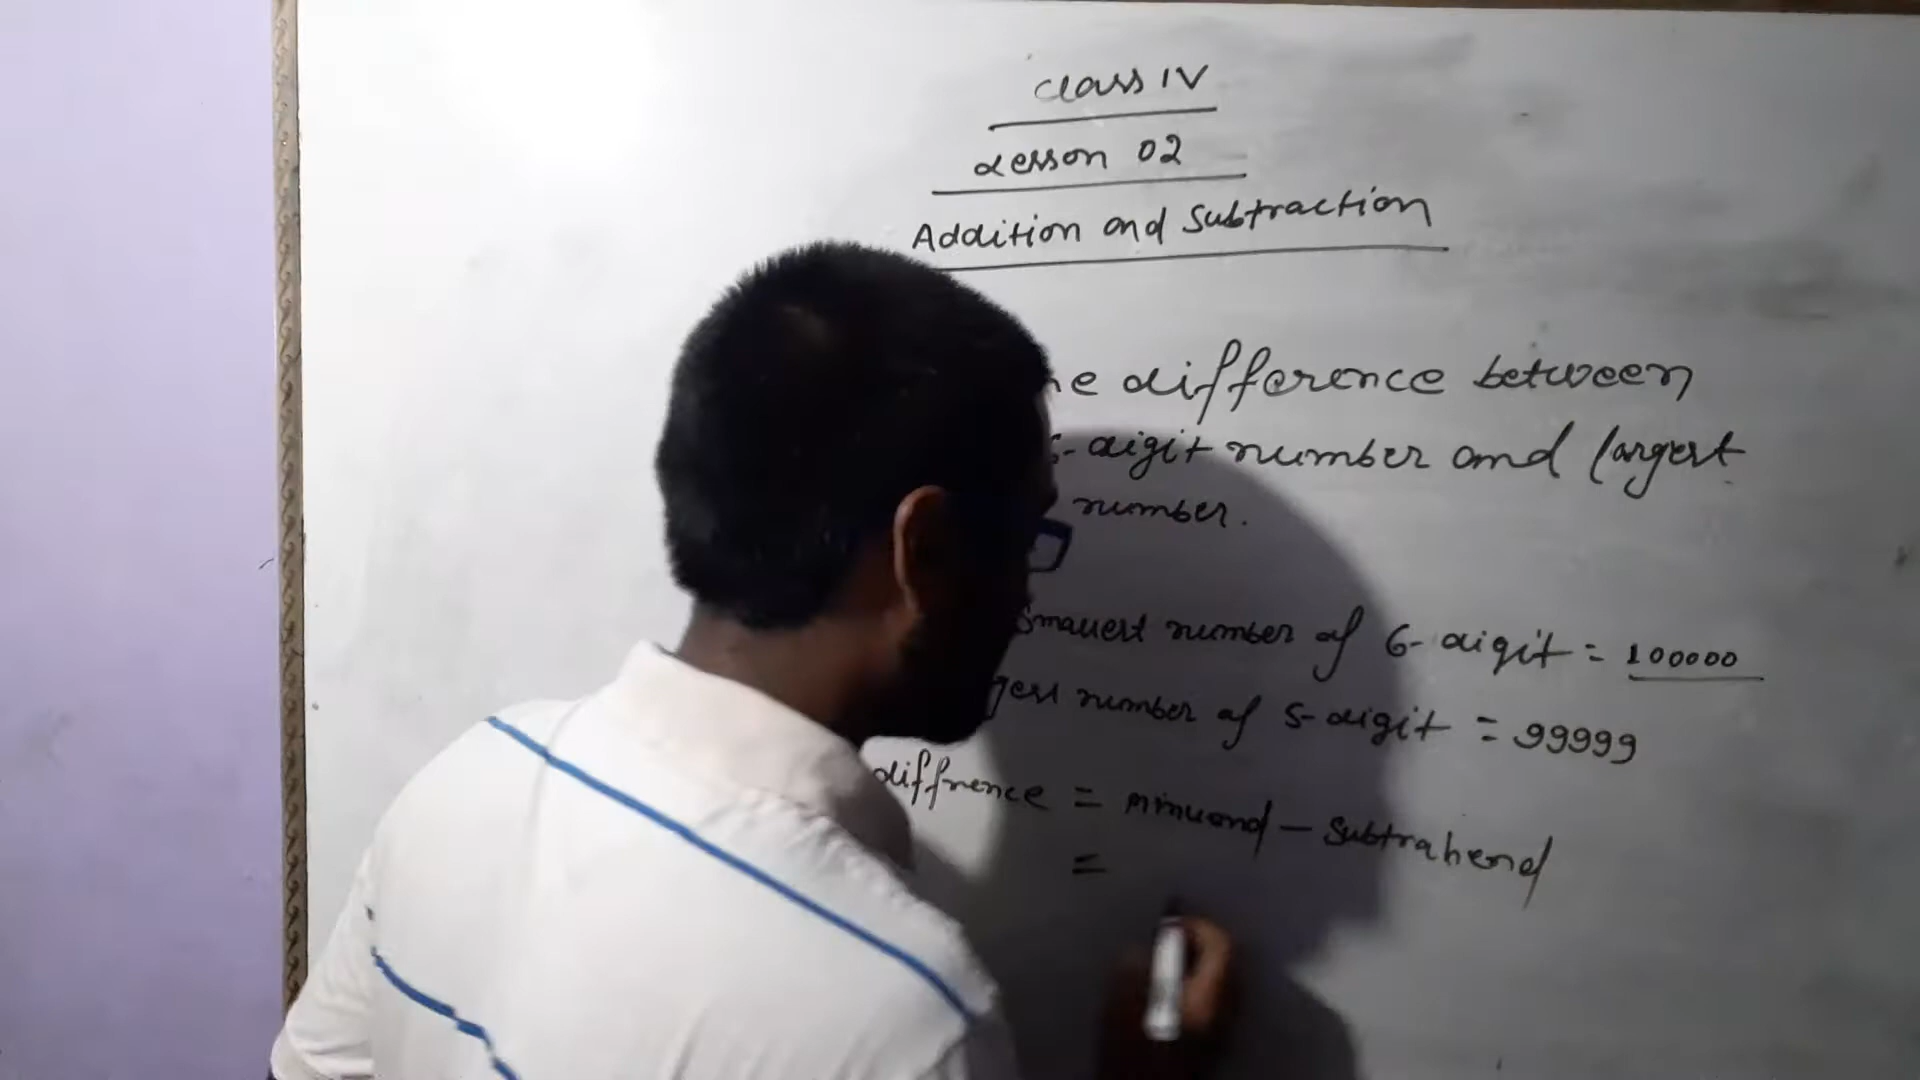 Class IV
Lesson 02
Addition and Subtraction
difference between
digit number and largest
number.
Smallest number of 6-digit = 100000
number of 5-digit = 99999
diffrence = minuend - Subtrahend
=